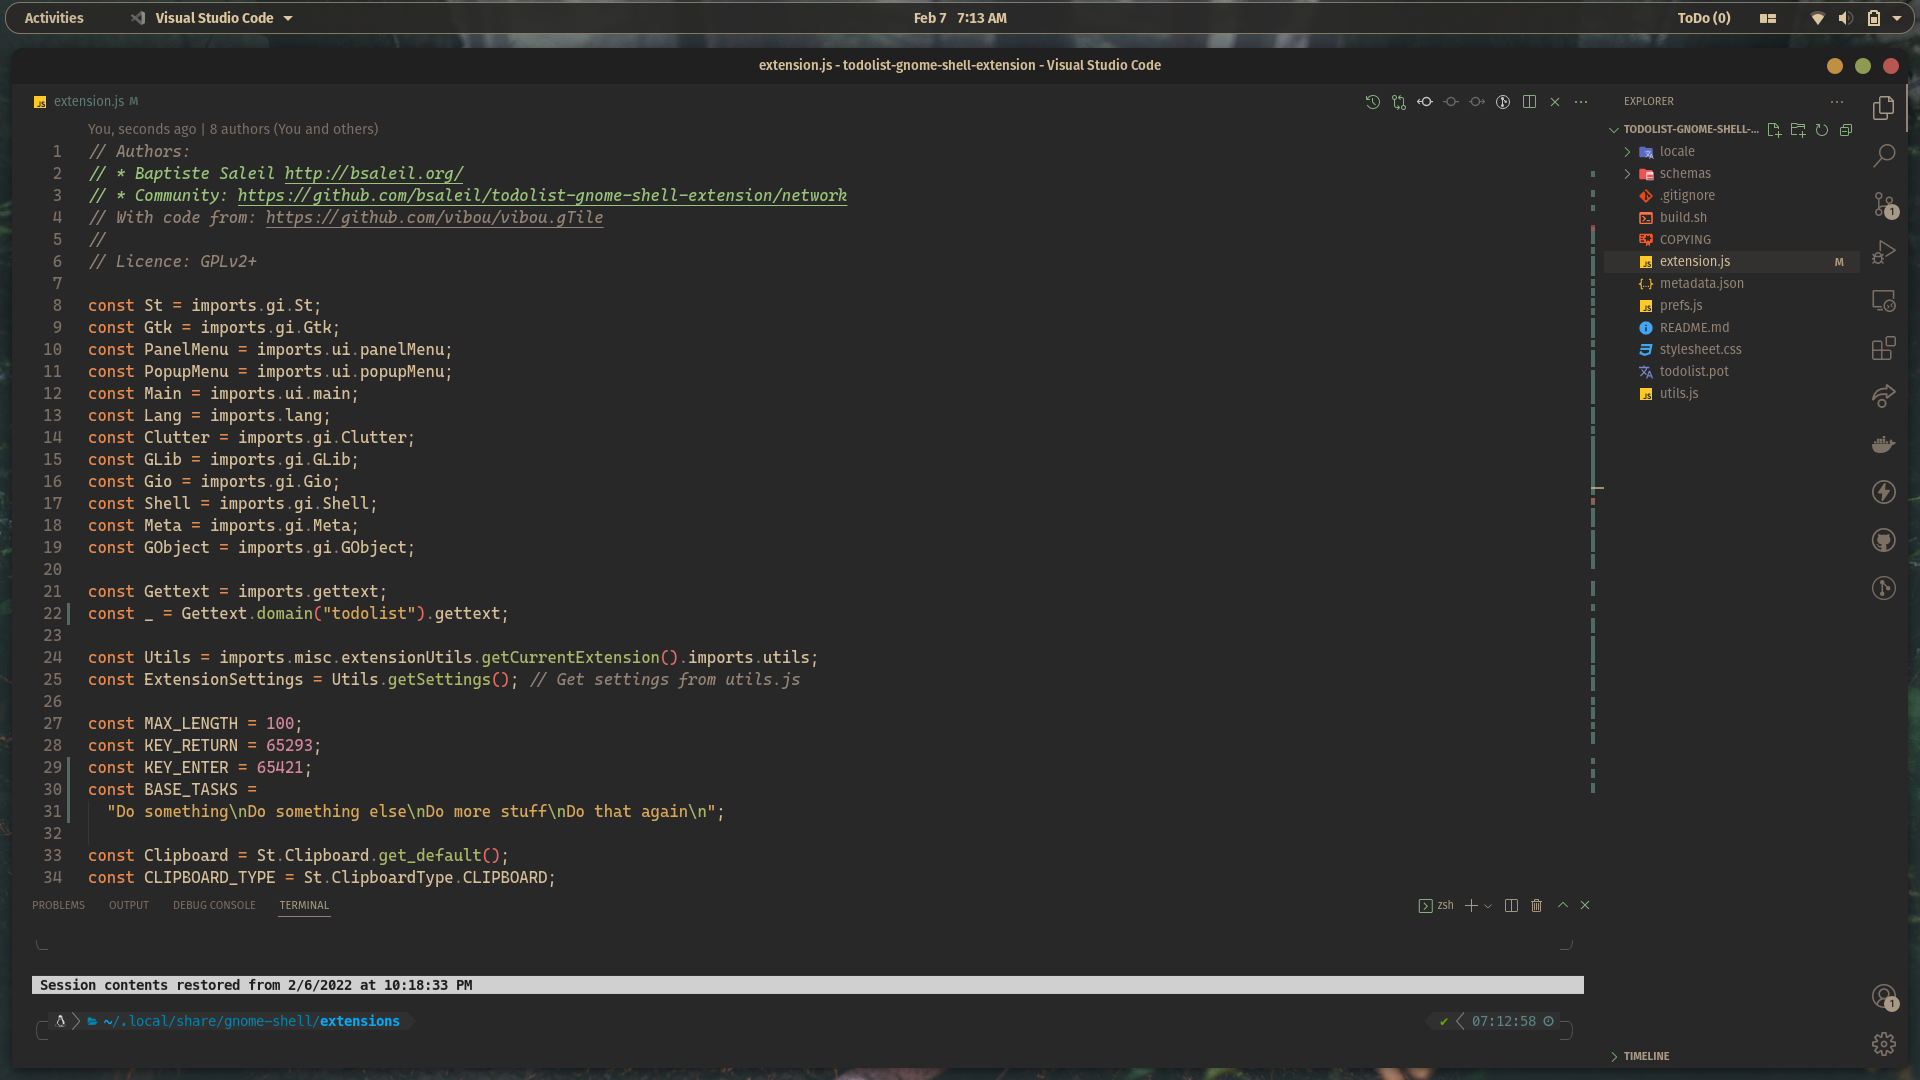 Activities
Visual Studio Code
Feb 7 7:13 AM
ToDo (0)
extension.js - todolist-gnome-shell-extension - Visual Studio Code
extension.js M
You, seconds ago | 8 authors (You and others)
1 // Authors:
2 // * Baptiste Saleil http://bsaleil.org/
3 // * Community: https://github.com/bsaleil/todolist-gnome-shell-extension/network
4 // With code from: https://github.com/vibou/vibou.gTile
5 //
6 // Licence: GPLv2+
7
8 const St = imports.gi.St;
9 const Gtk = imports.gi.Gtk;
10 const PanelMenu = imports.ui.panelMenu;
11 const PopupMenu = imports.ui.popupMenu;
12 const Main = imports.ui.main;
13 const Lang = imports.lang;
14 const Clutter = imports.gi.Clutter;
15 const GLib = imports.gi.GLib;
16 const Gio = imports.gi.Gio;
17 const Shell = imports.gi.Shell;
18 const Meta = imports.gi.Meta;
19 const GObject = imports.gi.GObject;
20
21 const Gettext = imports.gettext;
22 const _ = Gettext.domain("todolist").gettext;
23
24 const Utils = imports.misc.extensionUtils.getCurrentExtension().imports.utils;
25 const ExtensionSettings = Utils.getSettings(); // Get settings from utils.js
26
27 const MAX_LENGTH = 100;
28 const KEY_RETURN = 65293;
29 const KEY_ENTER = 65421;
30 const BASE_TASKS =
31 "Do something\nDo something else\nDo more stuff\nDo that again\n";
32
33 const Clipboard = St.Clipboard.get_default();
34 const CLIPBOARD_TYPE = St.ClipboardType.CLIPBOARD;
EXPLORER
TODOLIST-GNOME-SHELL-...
locale
schemas
.gitignore
build.sh
COPYING
extension.js M
metadata.json
prefs.js
README.md
stylesheet.css
todolist.pot
utils.js
1
PROBLEMS
OUTPUT
DEBUG CONSOLE
TERMINAL
zsh
Session contents restored from 2/6/2022 at 10:18:33 PM
~/.local/share/gnome-shell/extensions
07:12:58
1
TIMELINE